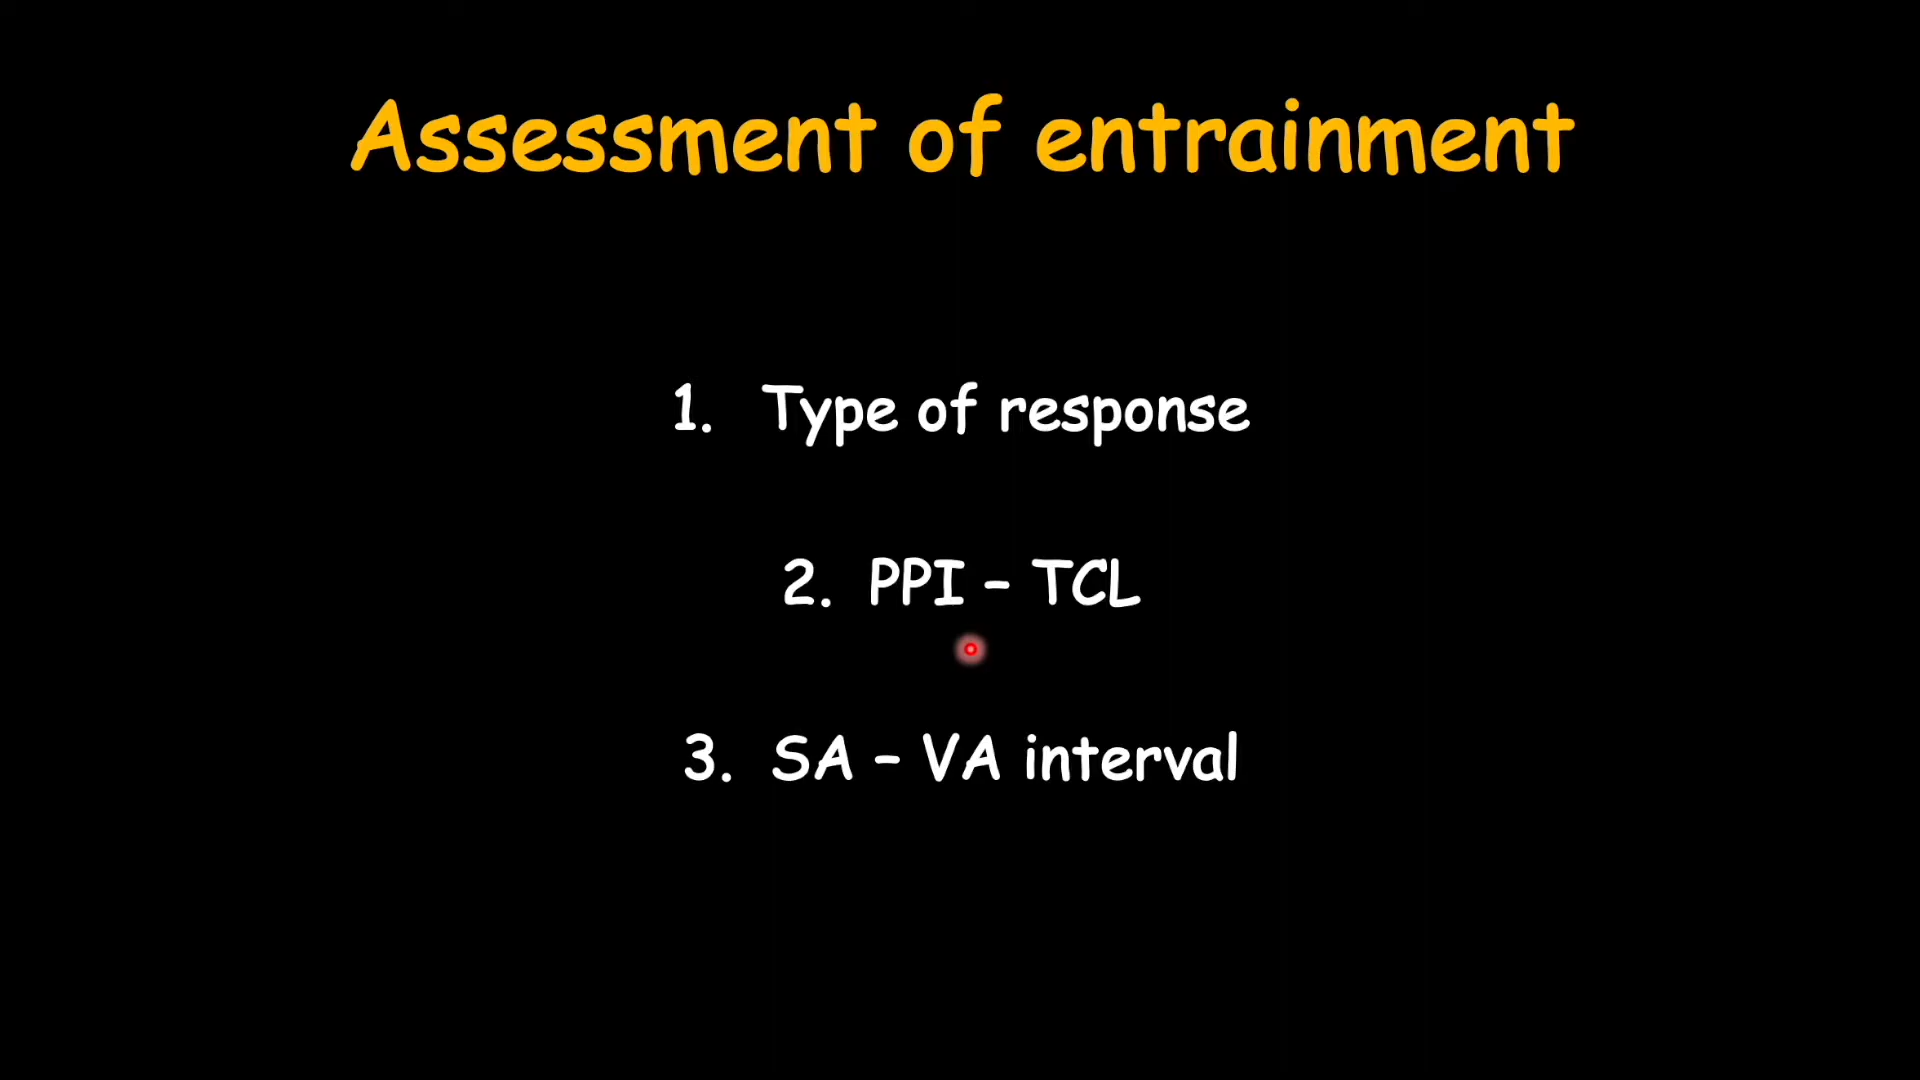 Assessment of entrainment
1. Type of response
2. PPI – TCL
3. SA – VA interval